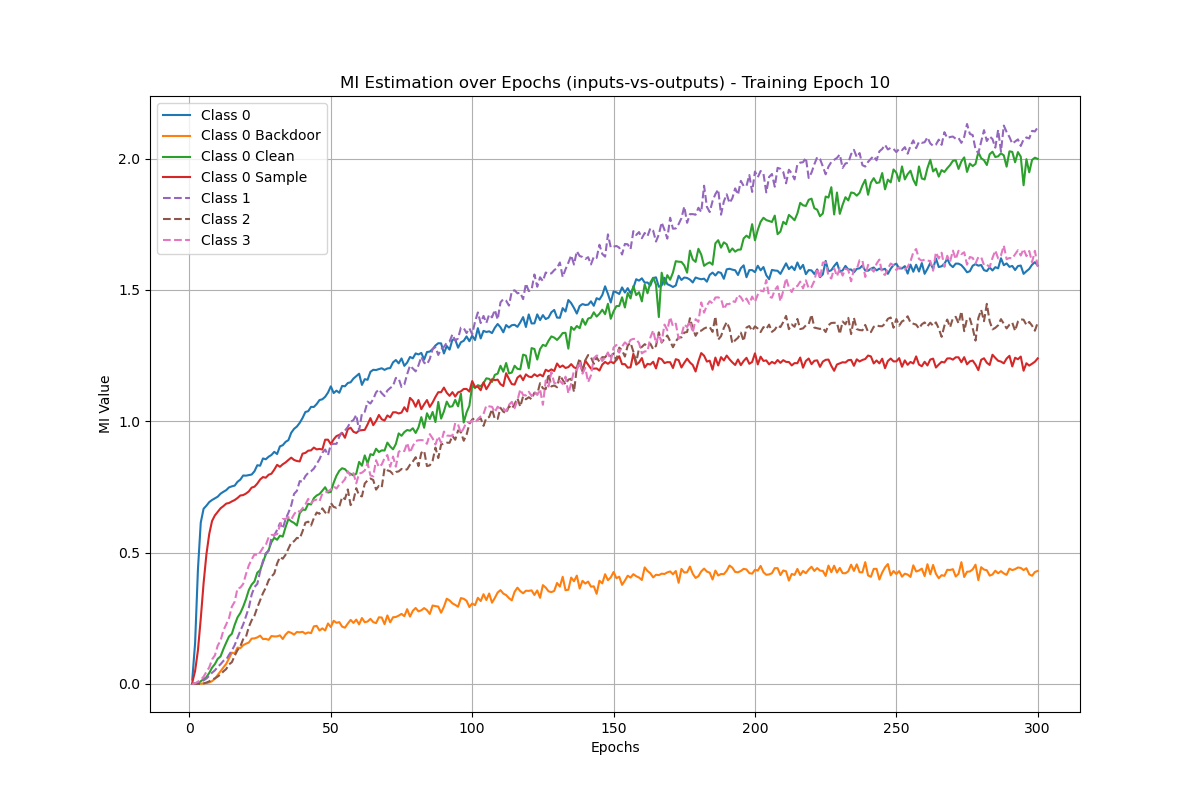 MI Estimation over Epochs (inputs-vs-outputs) - Training Epoch 10
Class 0
Class 0 Backdoor
Class 0 Clean
Class 0 Sample
Class 1
Class 2
Class 3
MI Value
2.0
1.5
1.0
0.5
0.0
0 50 100 150 200 250 300
Epochs